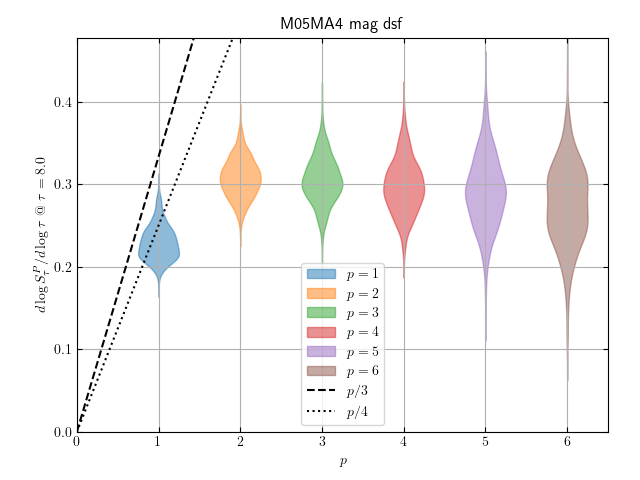 M05MA4 mag dsf
d log S_τ^P / d log τ @ τ = 8.0
0.4
0.3
0.2
0.1
0.0
p = 1
p = 2
p = 3
p = 4
p = 5
p = 6
p/3
p/4
0 1 2 3 4 5 6
p